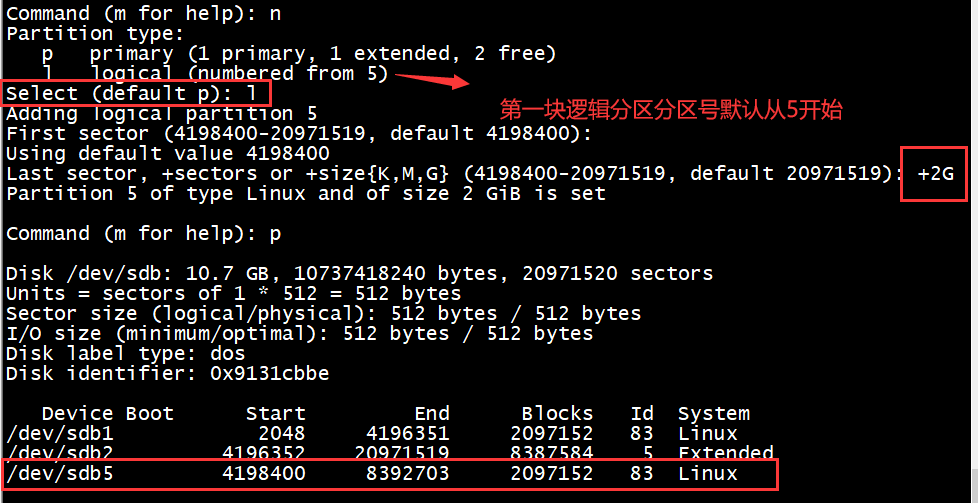 Command (m for help): n
Partition type:
   p   primary (1 primary, 1 extended, 2 free)
   l   logical (numbered from 5)
Select (default p): l
第一块逻辑分区分区号默认从5开始
Adding logical partition 5
First sector (4198400-20971519, default 4198400):
Using default value 4198400
Last sector, +sectors or +size{K,M,G} (4198400-20971519, default 20971519): +2G
Partition 5 of type Linux and of size 2 GiB is set

Command (m for help): p

Disk /dev/sdb: 10.7 GB, 10737418240 bytes, 20971520 sectors
Units = sectors of 1 * 512 = 512 bytes
Sector size (logical/physical): 512 bytes / 512 bytes
I/O size (minimum/optimal): 512 bytes / 512 bytes
Disk label type: dos
Disk identifier: 0x9131cbbe

   Device Boot      Start         End      Blocks   Id  System
/dev/sdb1            2048     4196351     2097152   83  Linux
/dev/sdb2         4196352    20971519     8387584    5  Extended
/dev/sdb5         4198400     8392703     2097152   83  Linux